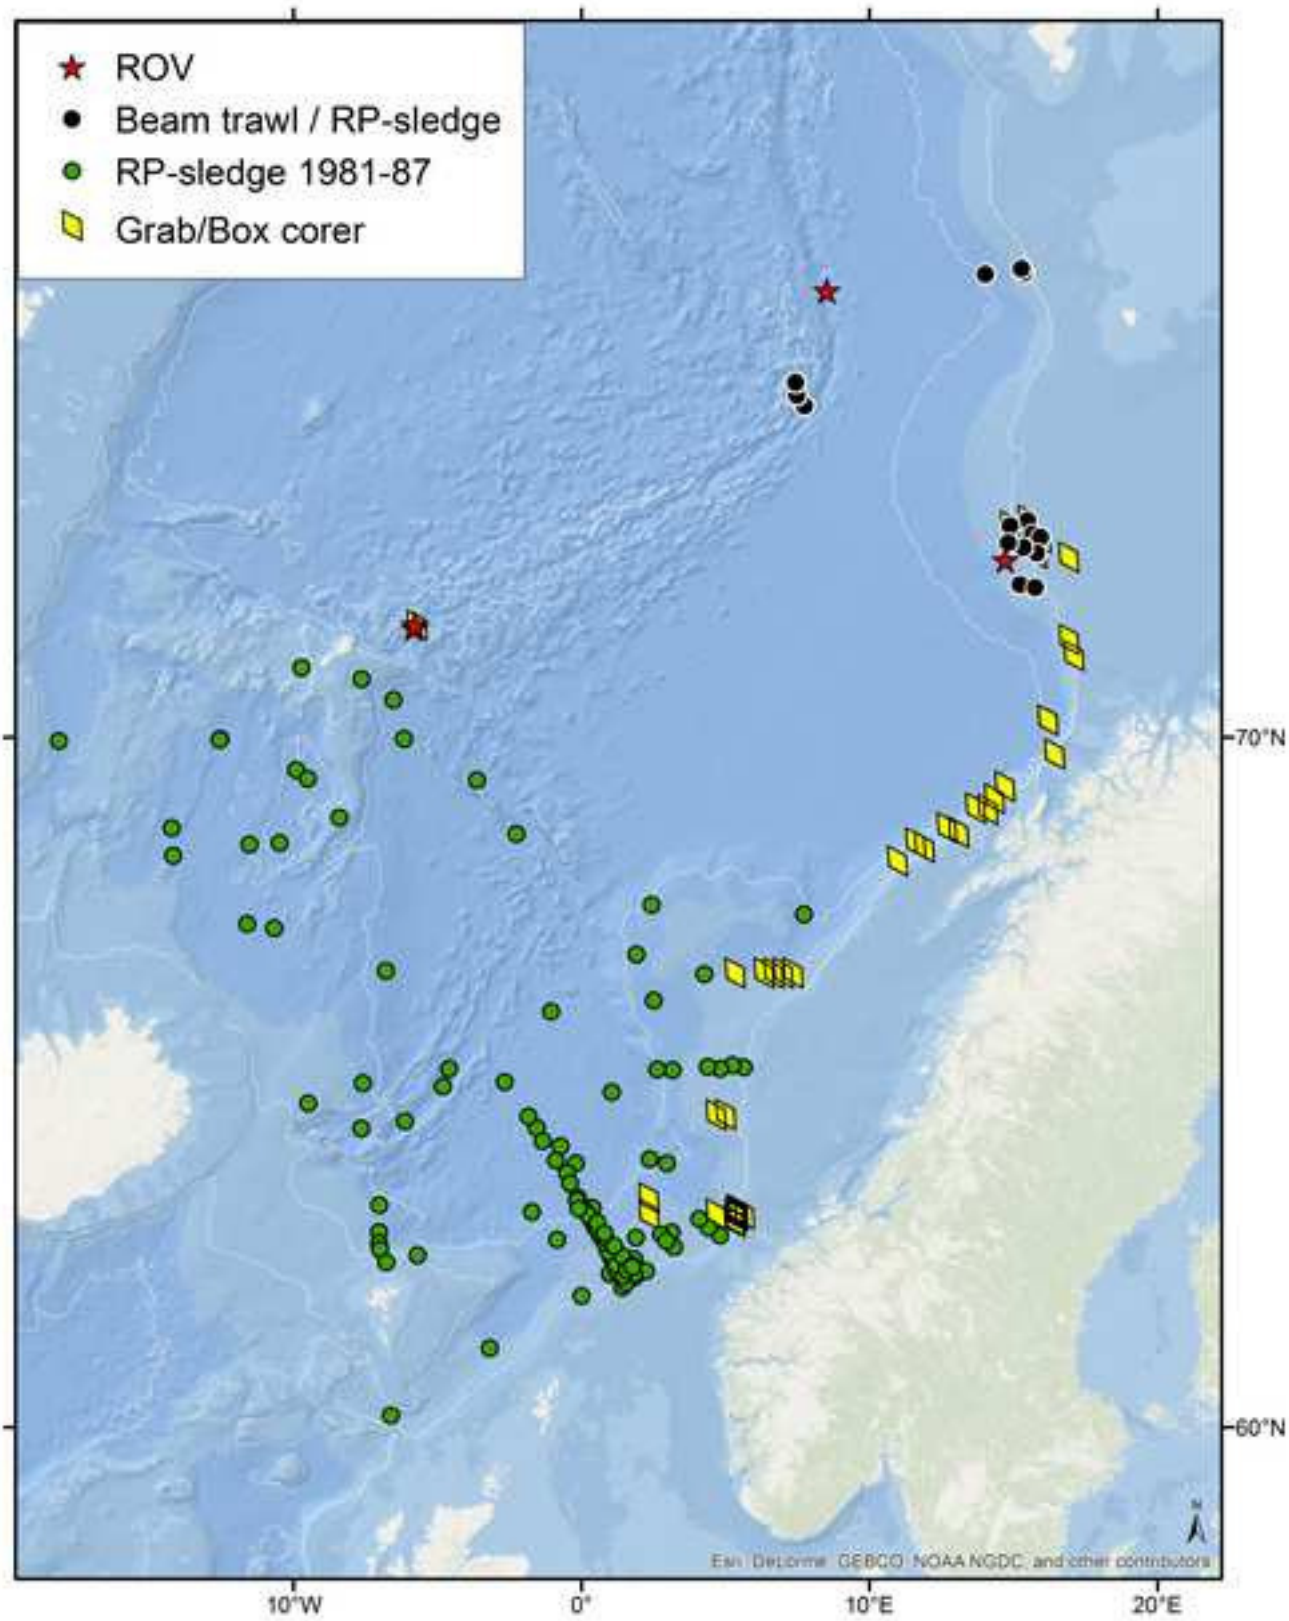 ROV
Beam trawl / RP-sledge
RP-sledge 1981-87
Grab/Box corer
70°N
60°N
N
Esri, DeLorme, GEBCO, NOAA NGDC, and other contributors
10°W
0°
10°E
20°E